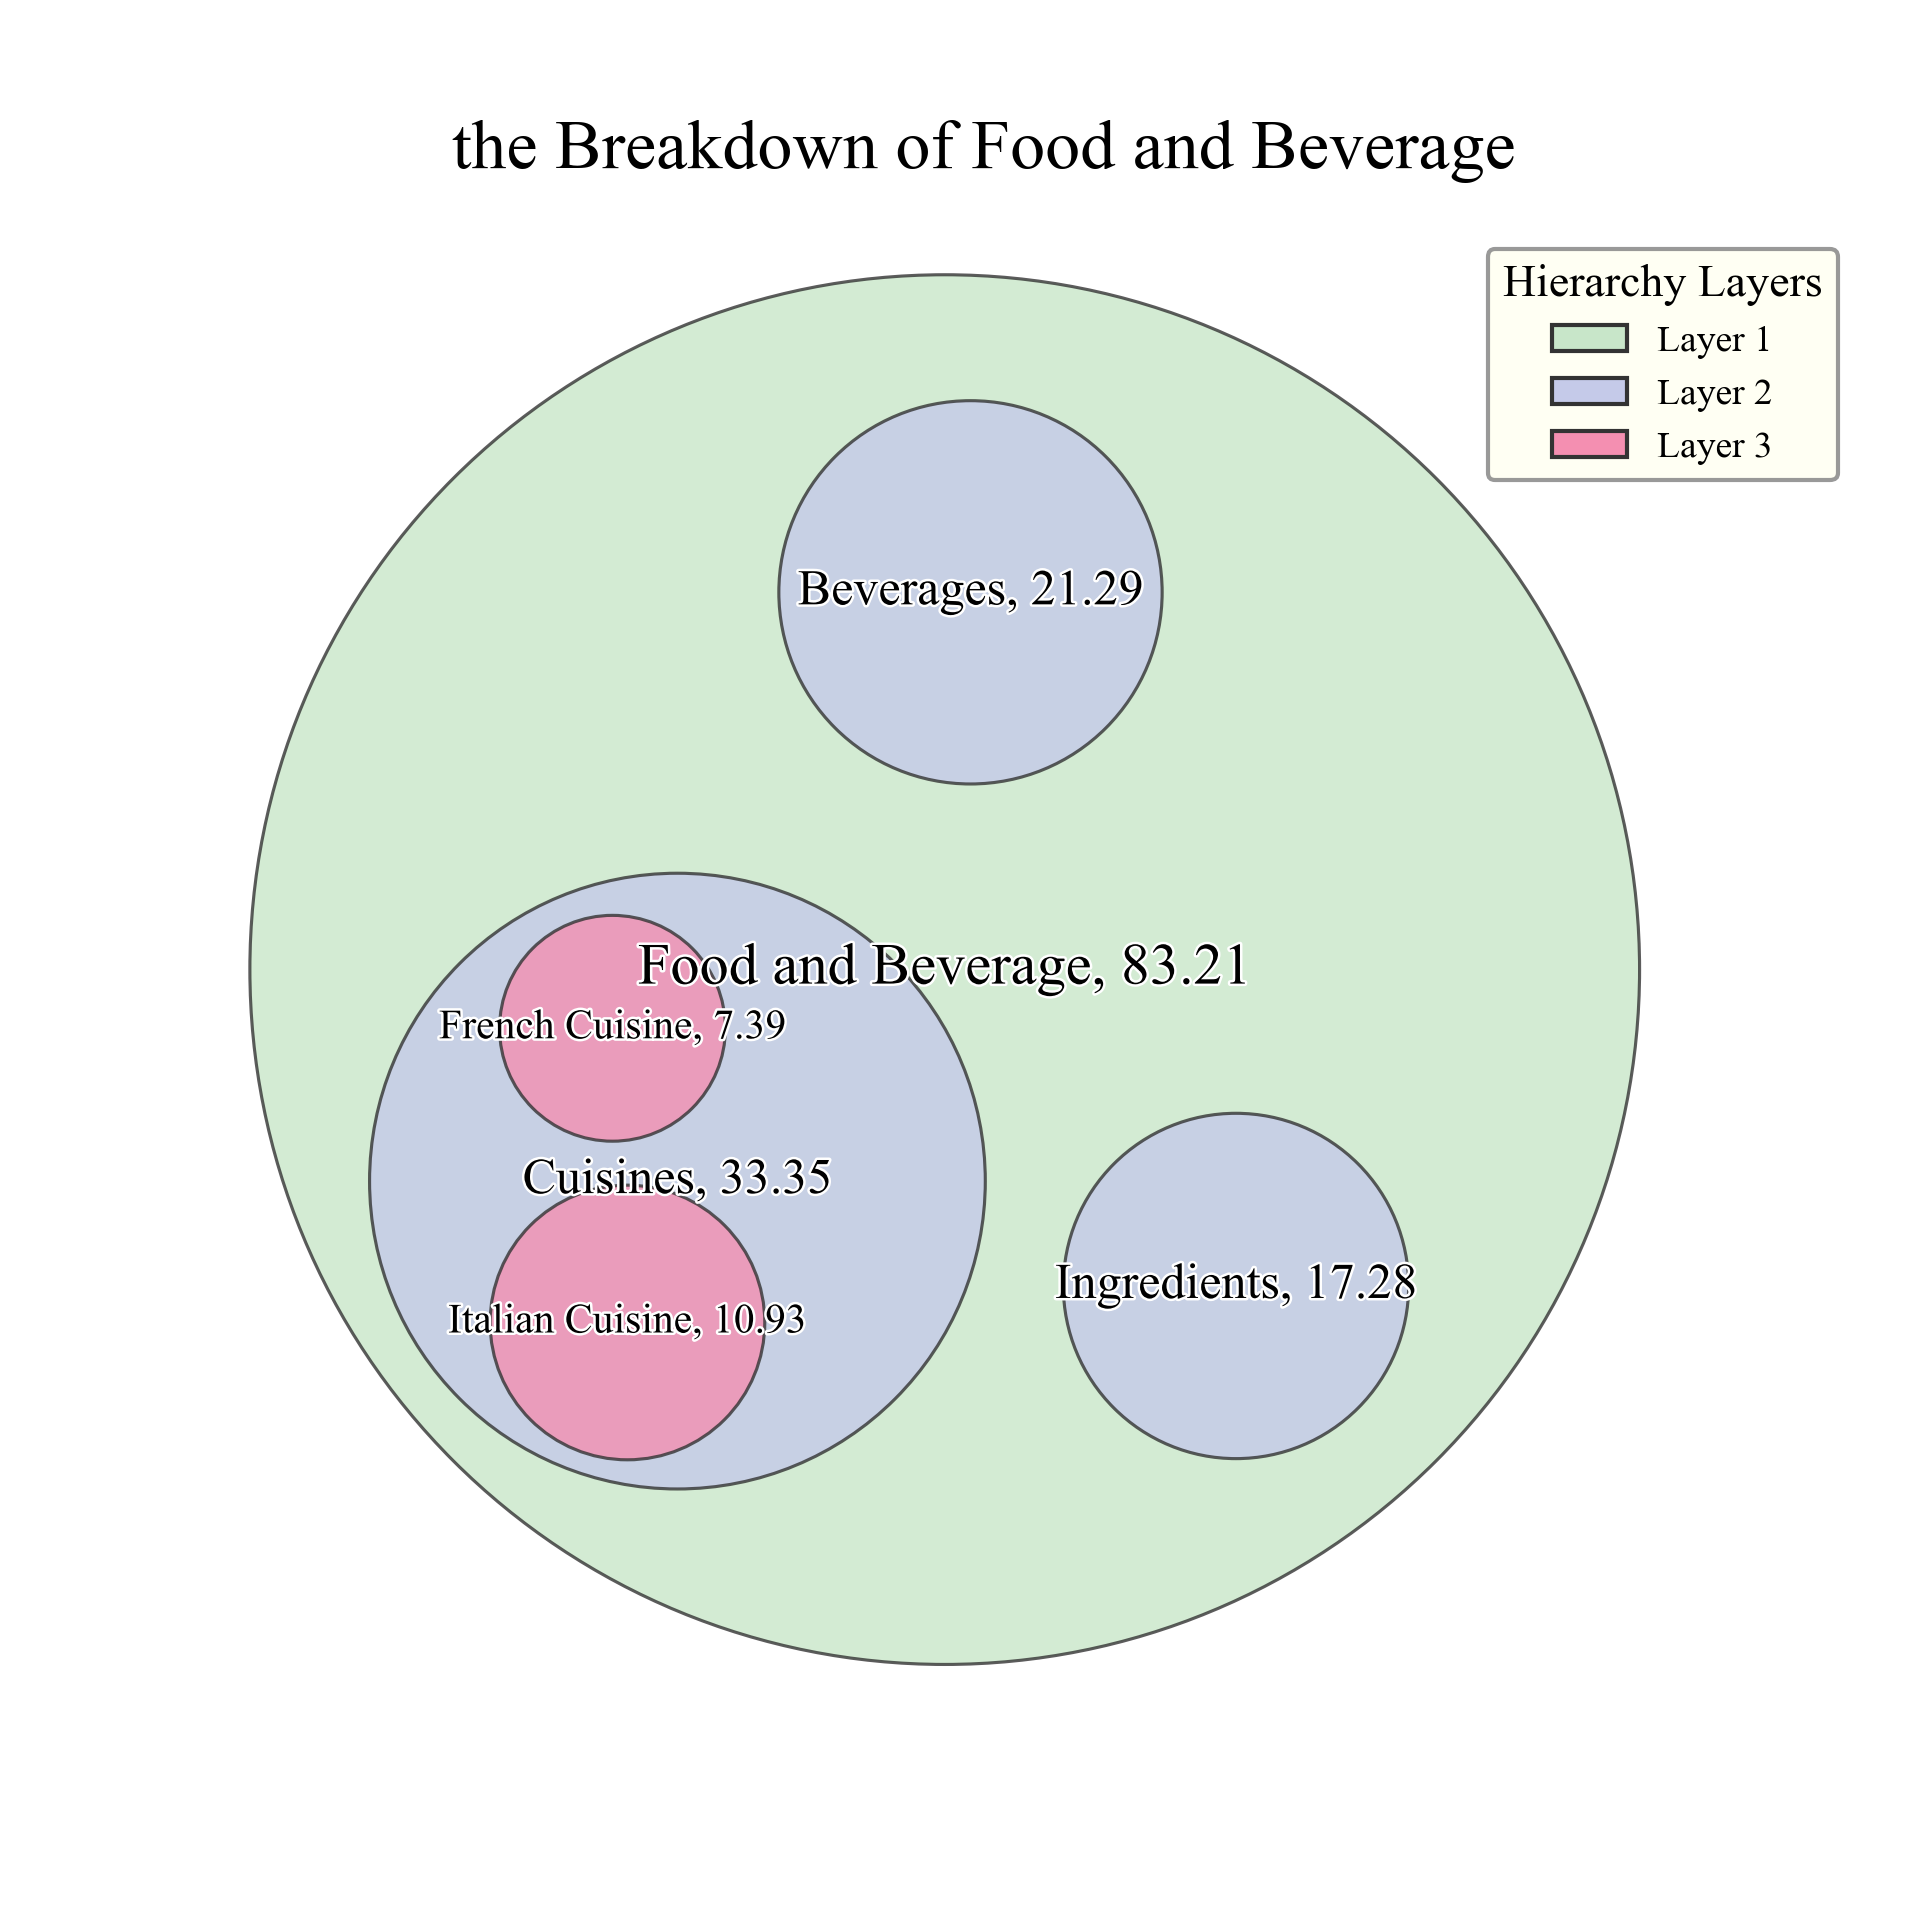 the Breakdown of Food and Beverage
Hierarchy Layers
Layer 1
Layer 2
Layer 3
Beverages, 21.29
Food and Beverage, 83.21
French Cuisine, 7.39
Cuisines, 33.35
Ingredients, 17.28
Italian Cuisine, 10.93